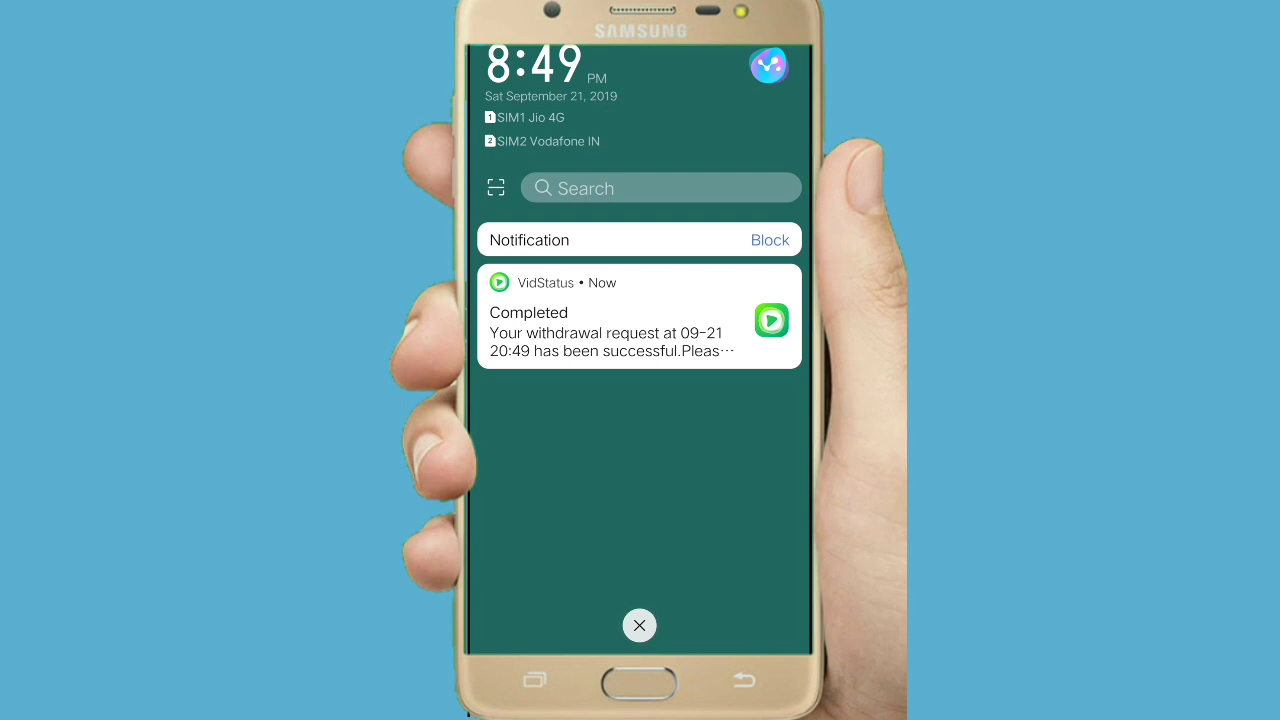 SAMSUNG
8:49 PM
Sat September 21, 2019
1 SIM1 Jio 4G
2 SIM2 Vodafone IN
Search
Notification Block
VidStatus • Now
Completed
Your withdrawal request at 09-21
20:49 has been successful.Pleas···